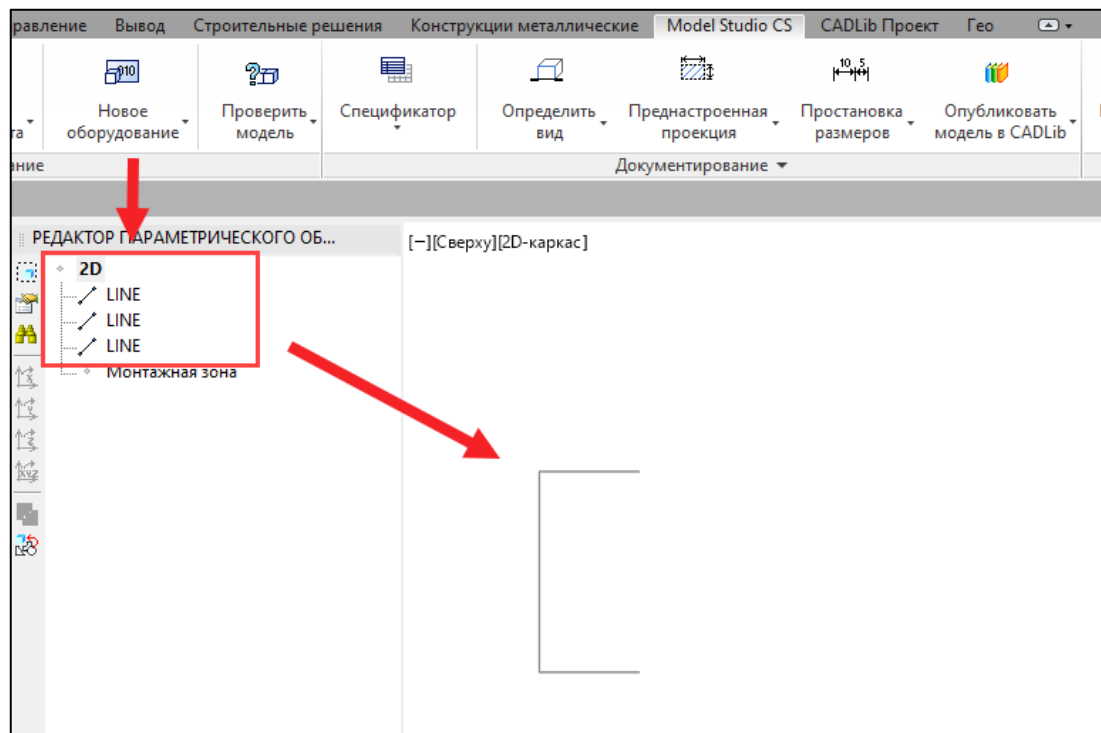 равление Вывод Строительные решения Конструкции металлические Model Studio CS CADLib Проект Гео
Новое оборудование
Проверить модель
Спецификатор
Определить вид
Преднастроенная проекция
10 5
Простановка размеров
Опубликовать модель в CADLib
та
ание
Документирование
РЕДАКТОР ПАРАМЕТРИЧЕСКОГО ОБ...
[−][Сверху][2D-каркас]
2D
LINE
LINE
LINE
Монтажная зона